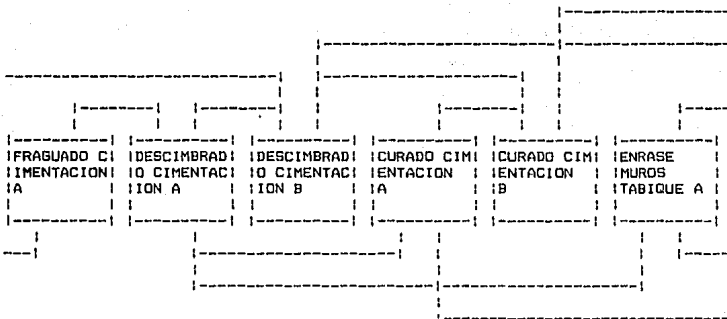 FRAGUADO C
IMENTACION
A
DESCIMBRAD
O CIMENTAC
ION A
DESCIMBRAD
O CIMENTAC
ION B
CURADO CIM
ENTACION
A
CURADO CIM
ENTACION
B
ENRASE
MUROS
TABIQUE A